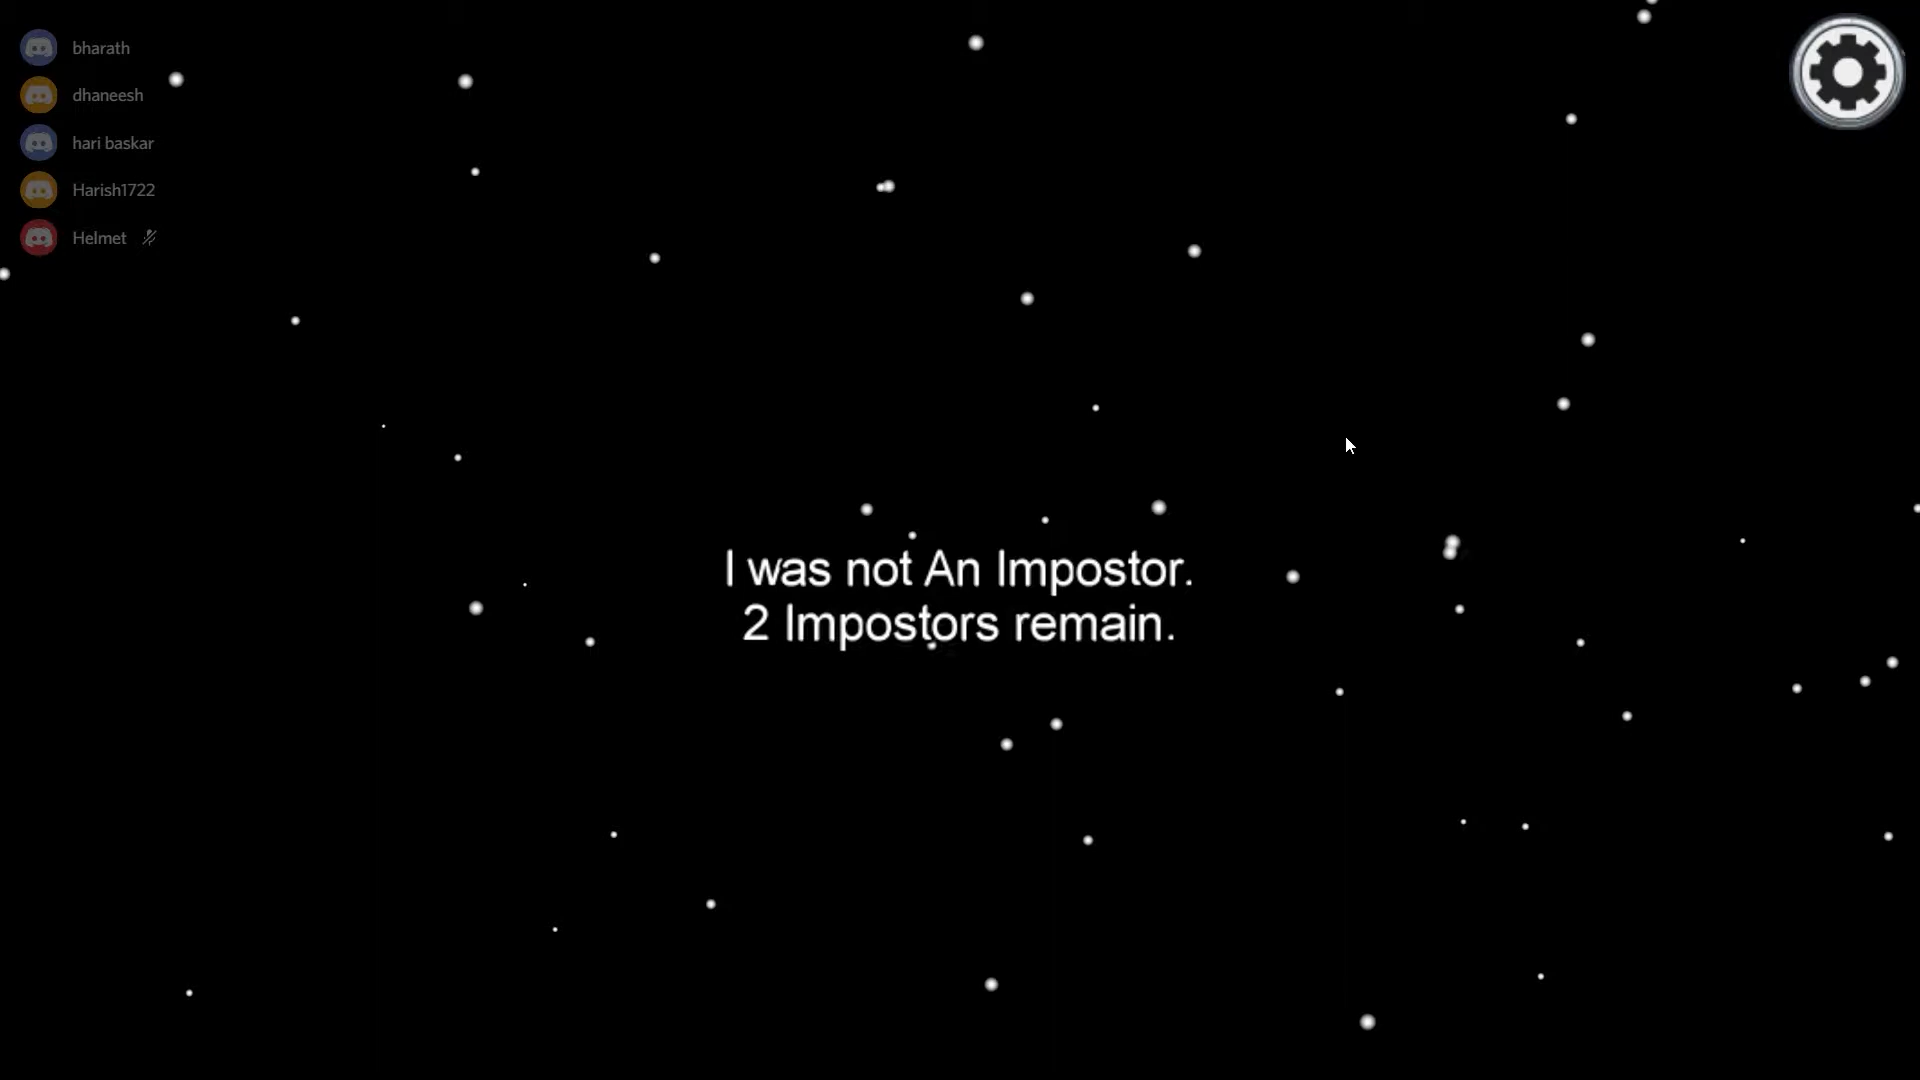 bharath
dhaneesh
hari baskar
Harish1722
Helmet
I was not An Impostor.
2 Impostors remain.